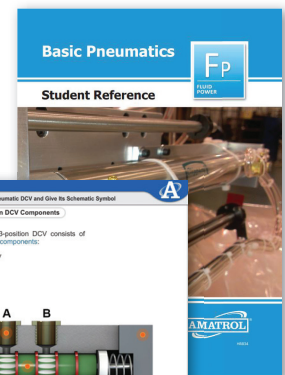 Basic Pneumatics
FP
FLUID
POWER
Student Reference
eumatic DCV and Give Its Schematic Symbol
A
n DCV Components
3-position DCV consists of
components:
A B
AMATROL